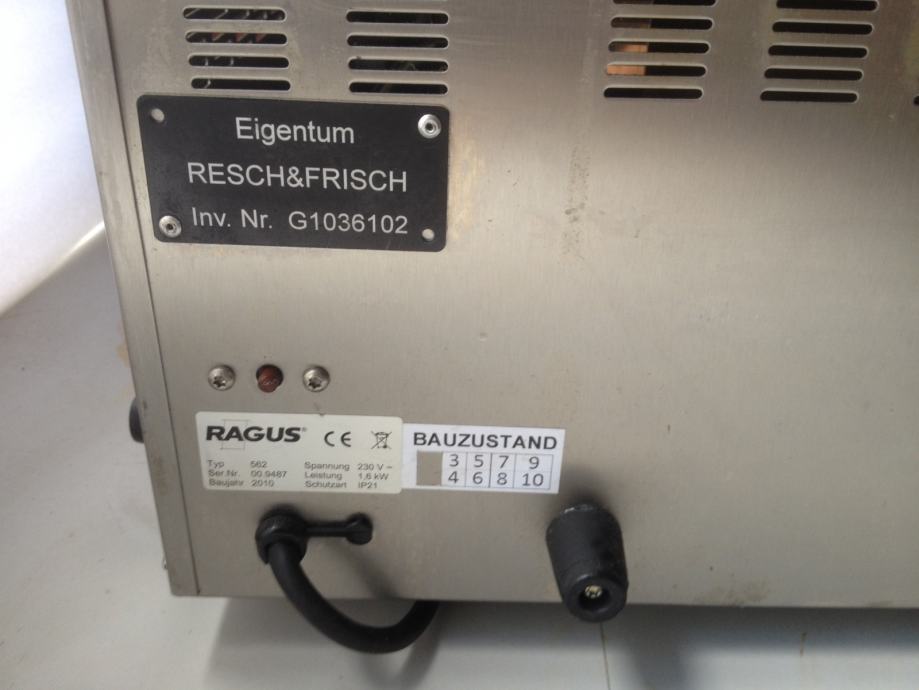 Eigentum
RESCH&FRISCH
Inv. Nr. G1036102
RAGUS®
CE
Typ 562
Ser.Nr. 00.9487
Baujahr 2010
Spannung 230 V ~
Leistung 1,6 kW
Schutzart IP21
BAUZUSTAND
3 5 7 9
4 6 8 10